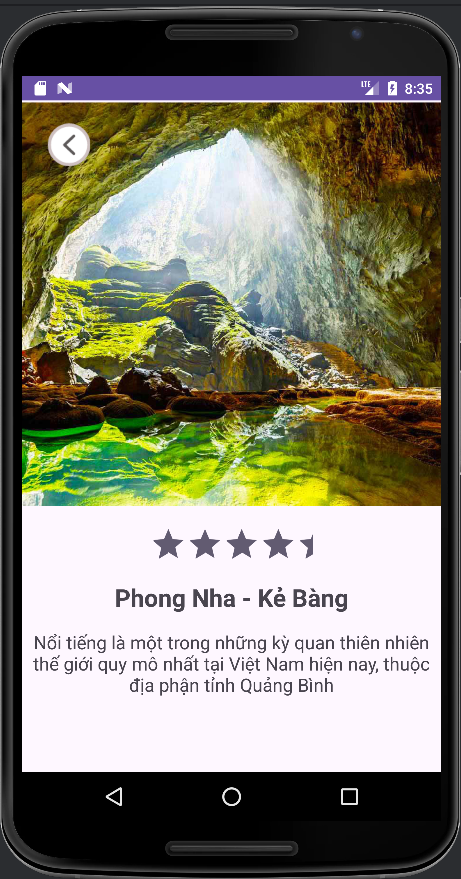 LTE 8:35
Phong Nha - Kẻ Bàng
Nổi tiếng là một trong những kỳ quan thiên nhiên
thế giới quy mô nhất tại Việt Nam hiện nay, thuộc
địa phận tỉnh Quảng Bình